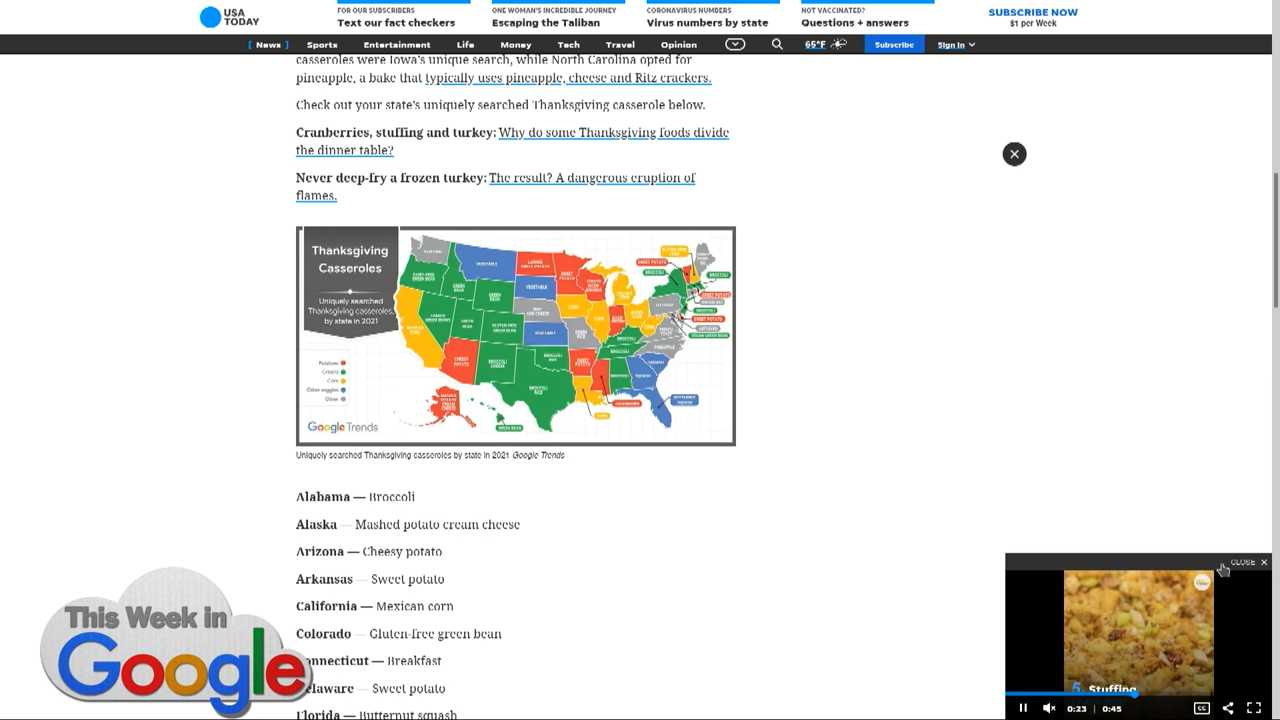 USA
TODAY
FOR OUR SUBSCRIBERS
Text our fact checkers
ONE WOMAN'S INCREDIBLE JOURNEY
Escaping the Taliban
CORONAVIRUS NUMBERS
Virus numbers by state
NOT VACCINATED?
Questions + answers
SUBSCRIBE NOW
$1 per Week
[ News ] Sports Entertainment Life Money Tech Travel Opinion 65°F Subscribe Sign In
casseroles were Iowa's unique search, while North Carolina opted for
pineapple, a bake that typically uses pineapple, cheese and Ritz crackers.
Check out your state's uniquely searched Thanksgiving casserole below.
Cranberries, stuffing and turkey: Why do some Thanksgiving foods divide
the dinner table?
Never deep-fry a frozen turkey: The result? A dangerous eruption of
flames.
Thanksgiving
Casseroles
Uniquely searched
Thanksgiving casseroles,
by state in 2021
Potatoes
Greens
Corn
Other veggies
Other
Google Trends
Uniquely searched Thanksgiving casseroles by state in 2021 Google Trends
Alabama — Broccoli
Alaska — Mashed potato cream cheese
Arizona — Cheesy potato
Arkansas — Sweet potato
California — Mexican corn
Colorado — Gluten-free green bean
Connecticut — Breakfast
Delaware — Sweet potato
Florida — Butternut squash
This Week in
Google
CLOSE
5. Stuffing
0:23 | 0:45
CC